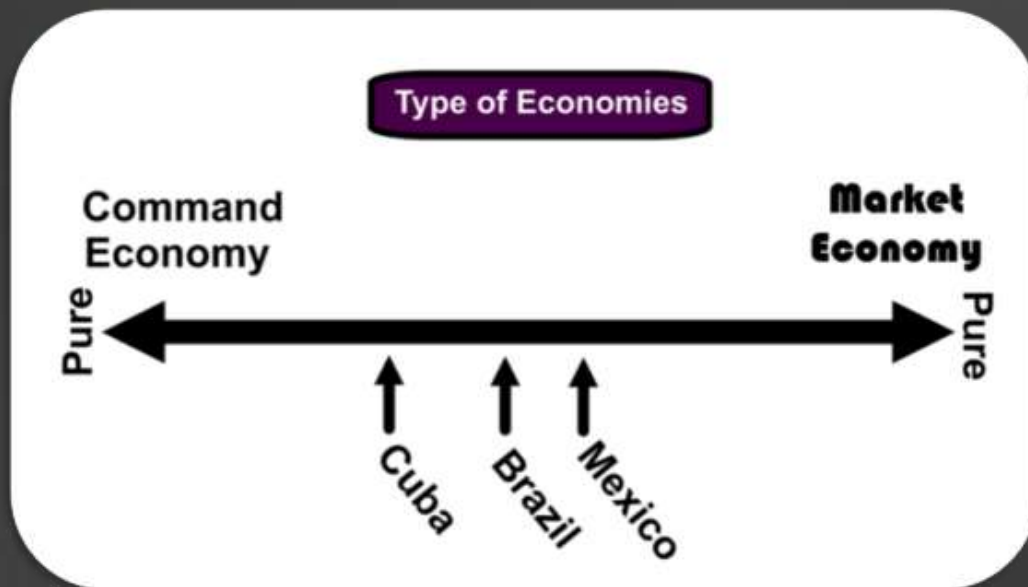 Type of Economies
Command
Economy
Market
Economy
Pure
Pure
Cuba
Brazil
Mexico